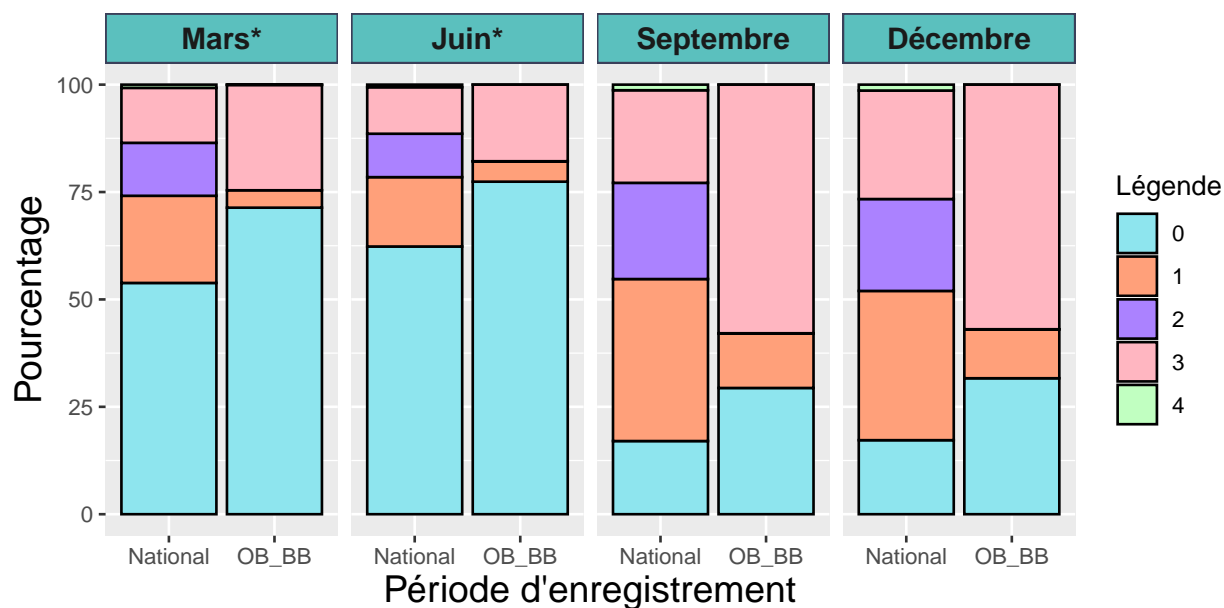 Mars* Juin* Septembre Décembre
100
75
50
25
0
Pourcentage
National OB_BB National OB_BB National OB_BB National OB_BB
Période d'enregistrement
Légende
0
1
2
3
4